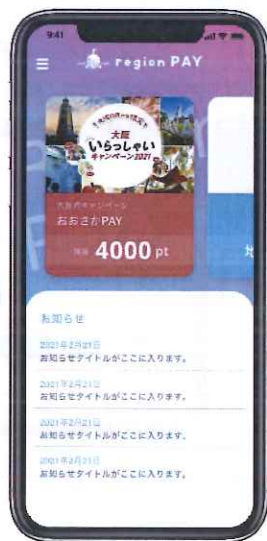 9:41
region PAY
大阪
いらっしゃい
キャンペーン2021
大阪府キャンペーン
おおさかPAY
残高 4000 pt
地
お知らせ
2021年2月21日
お知らせタイトルがここに入ります。
2021年2月21日
お知らせタイトルがここに入ります。
2021年2月21日
お知らせタイトルがここに入ります。
2021年2月21日
お知らせタイトルがここに入ります。